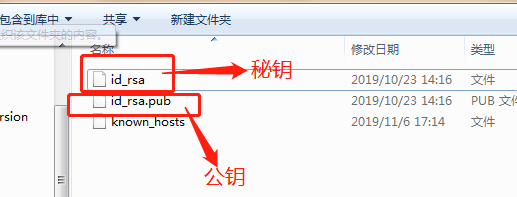 包含到库中 共享 新建文件夹
织该文件夹的内容。
名称 修改日期 类型
id_rsa 2019/10/23 14:16 文件
秘钥
id_rsa.pub 2019/10/23 14:16 PUB 文件
rsion
known_hosts 2019/11/6 17:14 文件
公钥